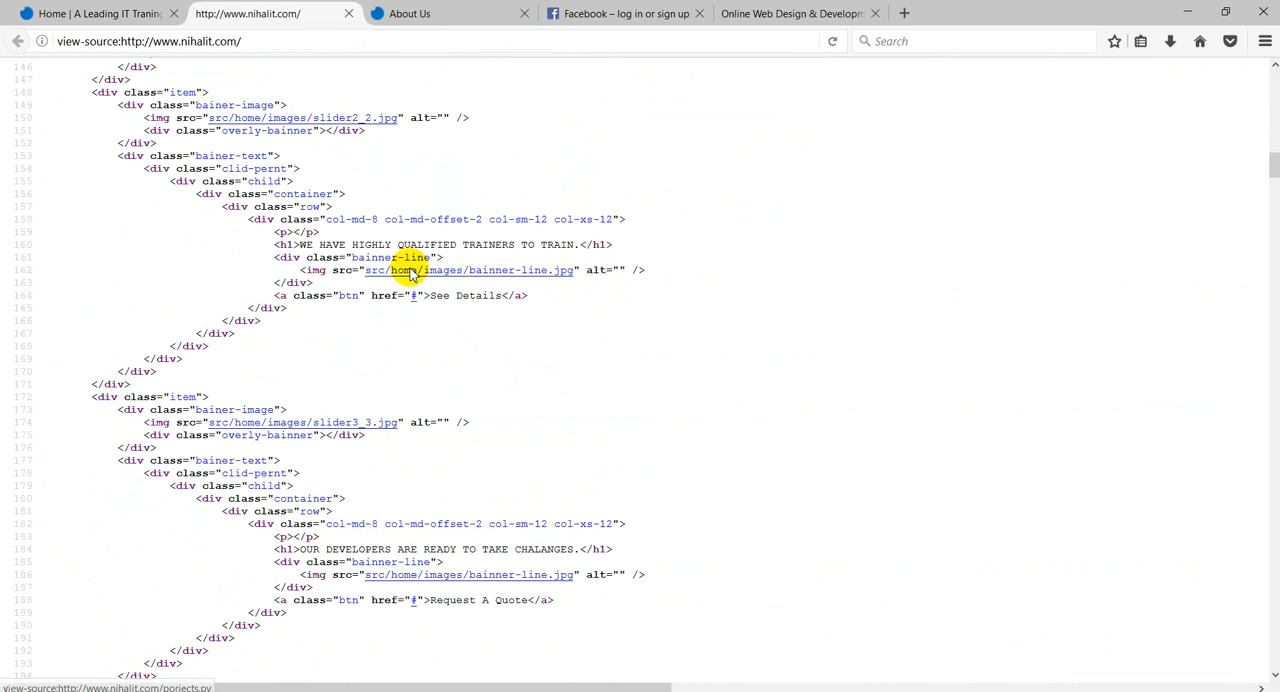 Home | A Leading IT Traning
http://www.nihalit.com/
About Us
Facebook – log in or sign up
Online Web Design & Developm
view-source:http://www.nihalit.com/
Search
146 </div>
147 </div>
148 <div class="item">
149 <div class="bainer-image">
150 <img src="src/home/images/slider2_2.jpg" alt="" />
151 <div class="overly-bainner"></div>
152 </div>
153 <div class="bainer-text">
154 <div class="clid-pernt">
155 <div class="child">
156 <div class="container">
157 <div class="row">
158 <div class="col-md-8 col-md-offset-2 col-sm-12 col-xs-12">
159 <p></p>
160 <h1>WE HAVE HIGHLY QUALIFIED TRAINERS TO TRAIN.</h1>
161 <div class="bainner-line">
162 <img src="src/home/images/bainner-line.jpg" alt="" />
163 </div>
164 <a class="btn" href="#">See Details</a>
165 </div>
166 </div>
167 </div>
168 </div>
169 </div>
170 </div>
171 </div>
172 <div class="item">
173 <div class="bainer-image">
174 <img src="src/home/images/slider3_3.jpg" alt="" />
175 <div class="overly-bainner"></div>
176 </div>
177 <div class="bainer-text">
178 <div class="clid-pernt">
179 <div class="child">
180 <div class="container">
181 <div class="row">
182 <div class="col-md-8 col-md-offset-2 col-sm-12 col-xs-12">
183 <p></p>
184 <h1>OUR DEVELOPERS ARE READY TO TAKE CHALANGES.</h1>
185 <div class="bainner-line">
186 <img src="src/home/images/bainner-line.jpg" alt="" />
187 </div>
188 <a class="btn" href="#">Request A Quote</a>
189 </div>
190 </div>
191 </div>
192 </div>
193 </div>
194 </div>
view-source:http://www.nihalit.com/porjects.py